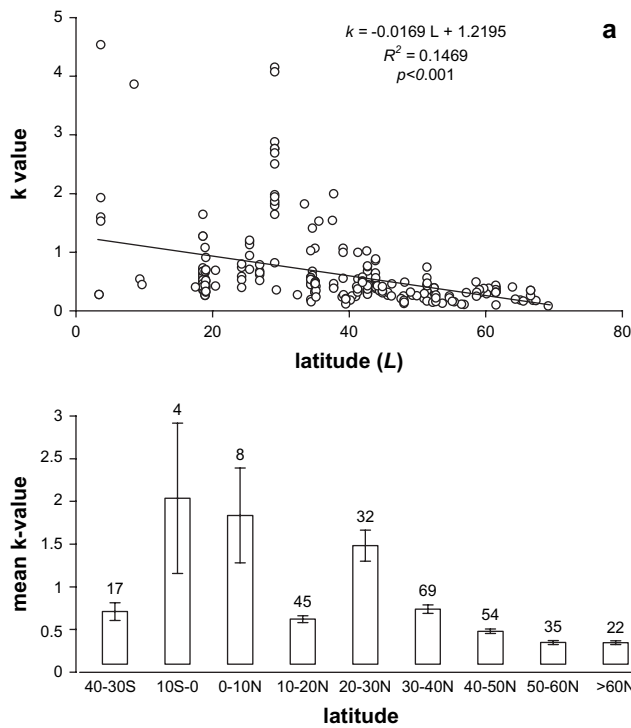 a
k = -0.0169 L + 1.2195
R² = 0.1469
p<0.001
5
4
3
2
1
0
k value
0 20 40 60 80
latitude (L)
3
2.5
2
1.5
1
0.5
0
mean k-value
17 4 8 45 32 69 54 35 22
40-30S 10S-0 0-10N 10-20N 20-30N 30-40N 40-50N 50-60N >60N
latitude